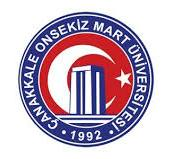 ÇANAKKALE ONSEKİZ MART ÜNİVERSİTESİ
• 1992 •